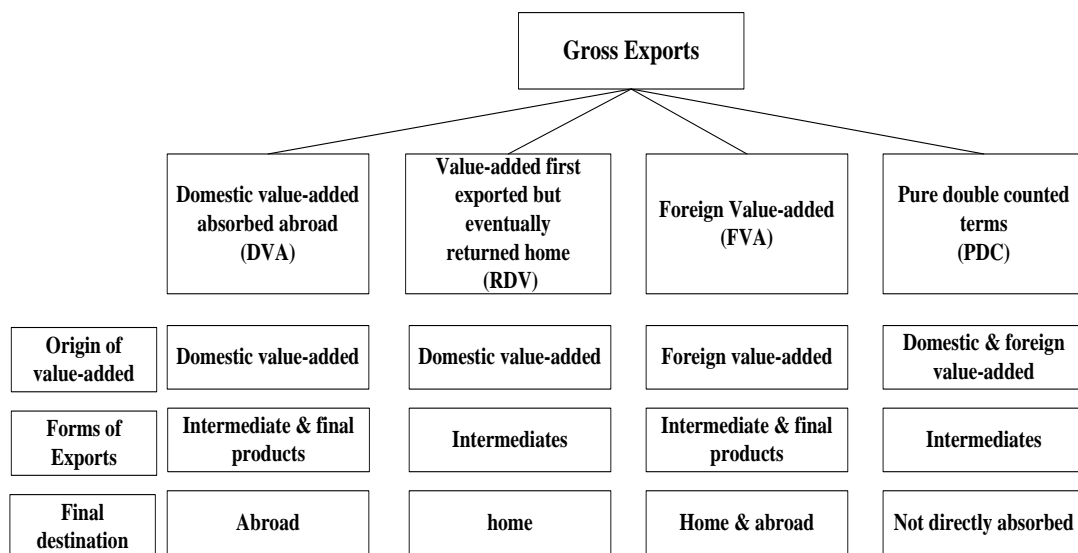 Gross Exports
Domestic value-added
absorbed abroad
(DVA)
Value-added first
exported but
eventually
returned home
(RDV)
Foreign Value-added
(FVA)
Pure double counted
terms
(PDC)
Origin of
value-added
Domestic value-added
Domestic value-added
Foreign value-added
Domestic & foreign
value-added
Forms of
Exports
Intermediate & final
products
Intermediates
Intermediate & final
products
Intermediates
Final
destination
Abroad
home
Home & abroad
Not directly absorbed